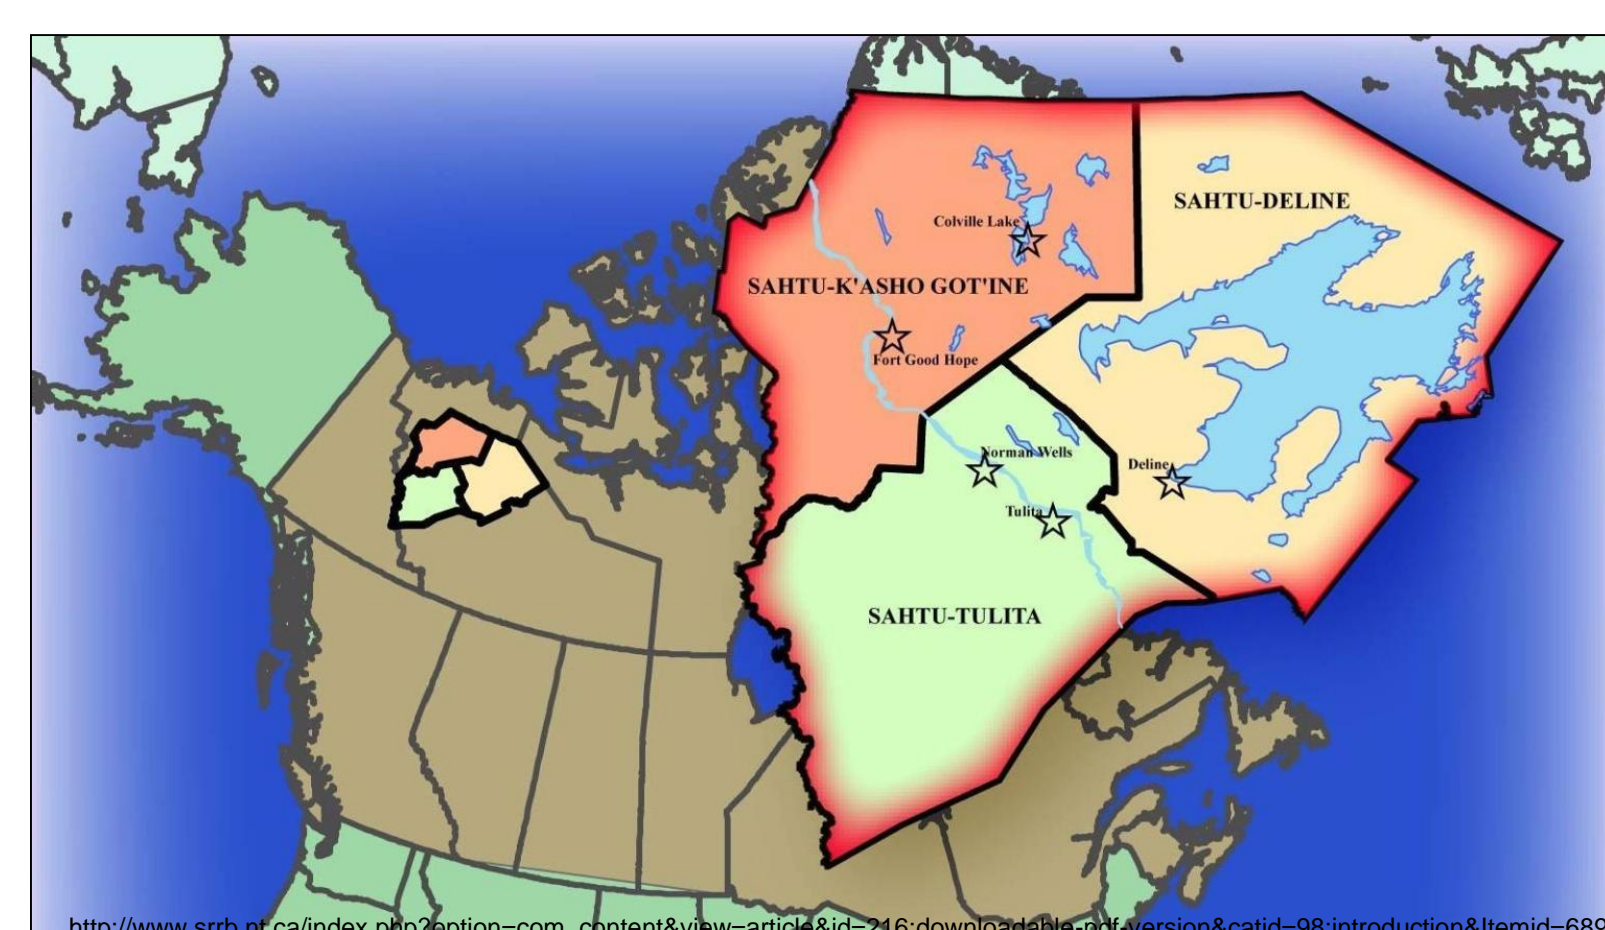 SAHTU-DELINE
Colville Lake
SAHTU-K'ASHO GOT'INE
Fort Good Hope
Norman Wells
Deline
Tulita
SAHTU-TULITA
http://www.srrb.nt.ca/index.php?option=com_content&view=article&id=216:downloadable-pdf-version&catid=98:introduction&Itemid=689